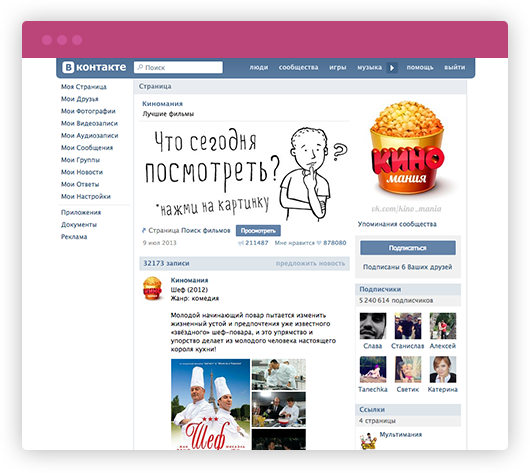 В контакте
Поиск
люди сообщества игры музыка помощь выйти
Моя Страница
Мои Друзья
Мои Фотографии
Мои Видеозаписи
Мои Аудиозаписи
Мои Сообщения
Мои Группы
Мои Новости
Мои Ответы
Мои Настройки
Приложения
Документы
Реклама
Страница
Киномания
Лучшие фильмы
Что сегодня
посмотреть?
*нажми на картинку
Страница Поиск фильмов Просмотреть
9 июл 2013 211487 Мне нравится 878080
32173 записи предложить новость
Киномания
Шеф (2012)
Жанр: комедия
Молодой начинающий повар пытается изменить
жизненный устой и предпочтения уже известного
«звёздного» шеф-повара, и это упрямство и
упорство делает из молодого человека настоящего
короля кухни!
Шеф
КИНО
мания
vk.com/kino_mania
Упоминания сообщества
Подписаться
Подписаны 6 Ваших друзей
Подписчики
5 240 614 подписчиков
Слава Станислав Алексей
Tanechka Светик Катерина
Ссылки
4 страницы
Мультимания